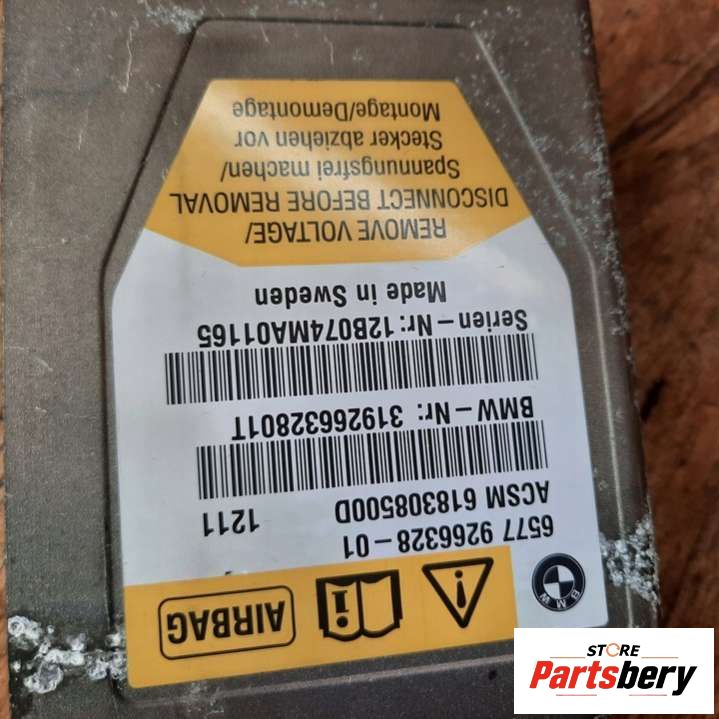 AIRBAG
BMW
6577 9266328-01
ACSM 618308500D 1211
BMW-Nr: 31926632801T
Serien-Nr: 12B074MA01165
Made in Sweden
REMOVE VOLTAGE/
DISCONNECT BEFORE REMOVAL
Spannungsfrei machen/
Stecker abziehen vor
Montage/Demontage
STORE
Partsbery